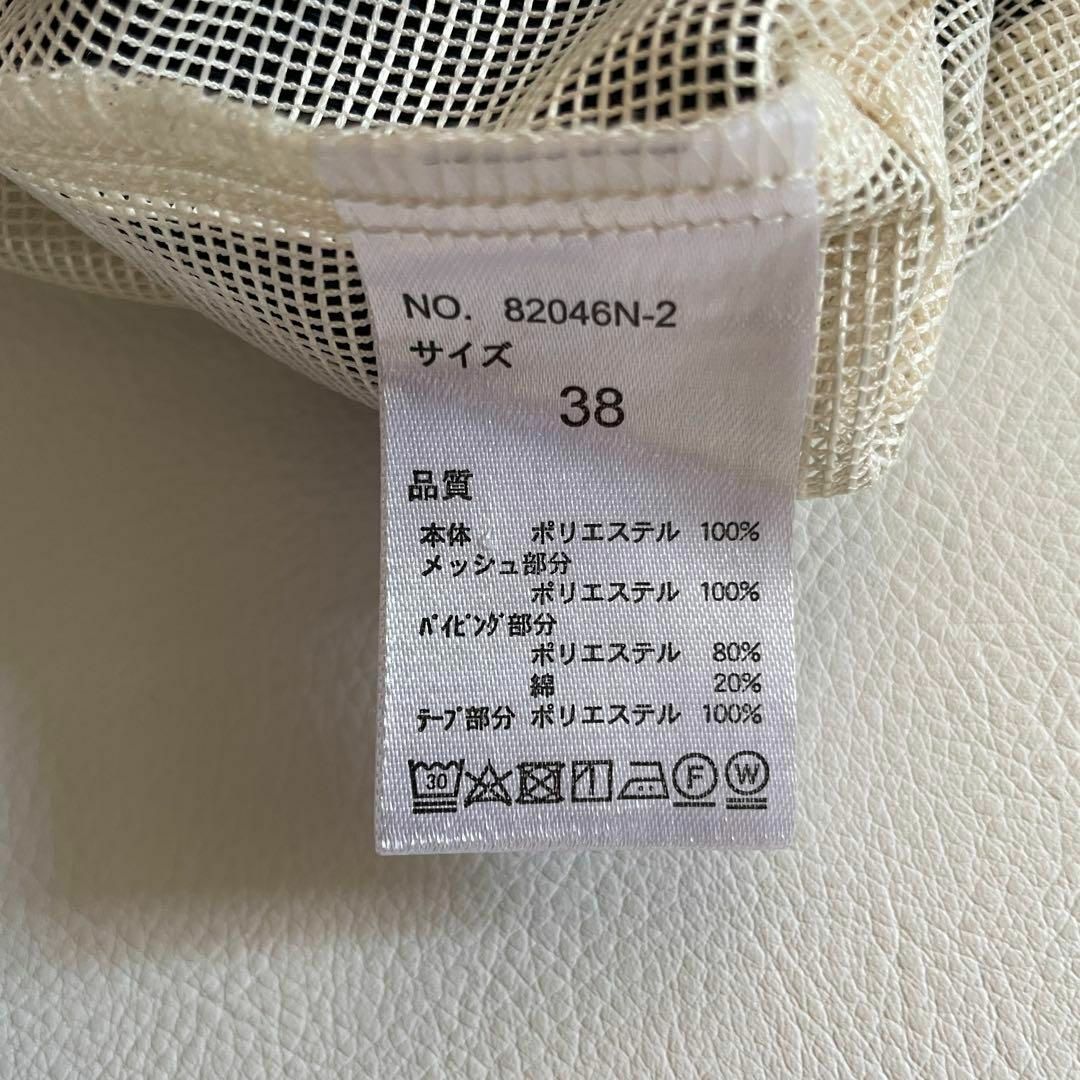 NO. 82046N-2
サイズ
38
品質
本体 ポリエステル 100%
メッシュ部分
ポリエステル 100%
ﾊﾟｲﾋﾟﾝｸﾞ部分
ポリエステル 80%
綿 20%
ﾃｰﾌﾟ部分 ポリエステル 100%
30 F W